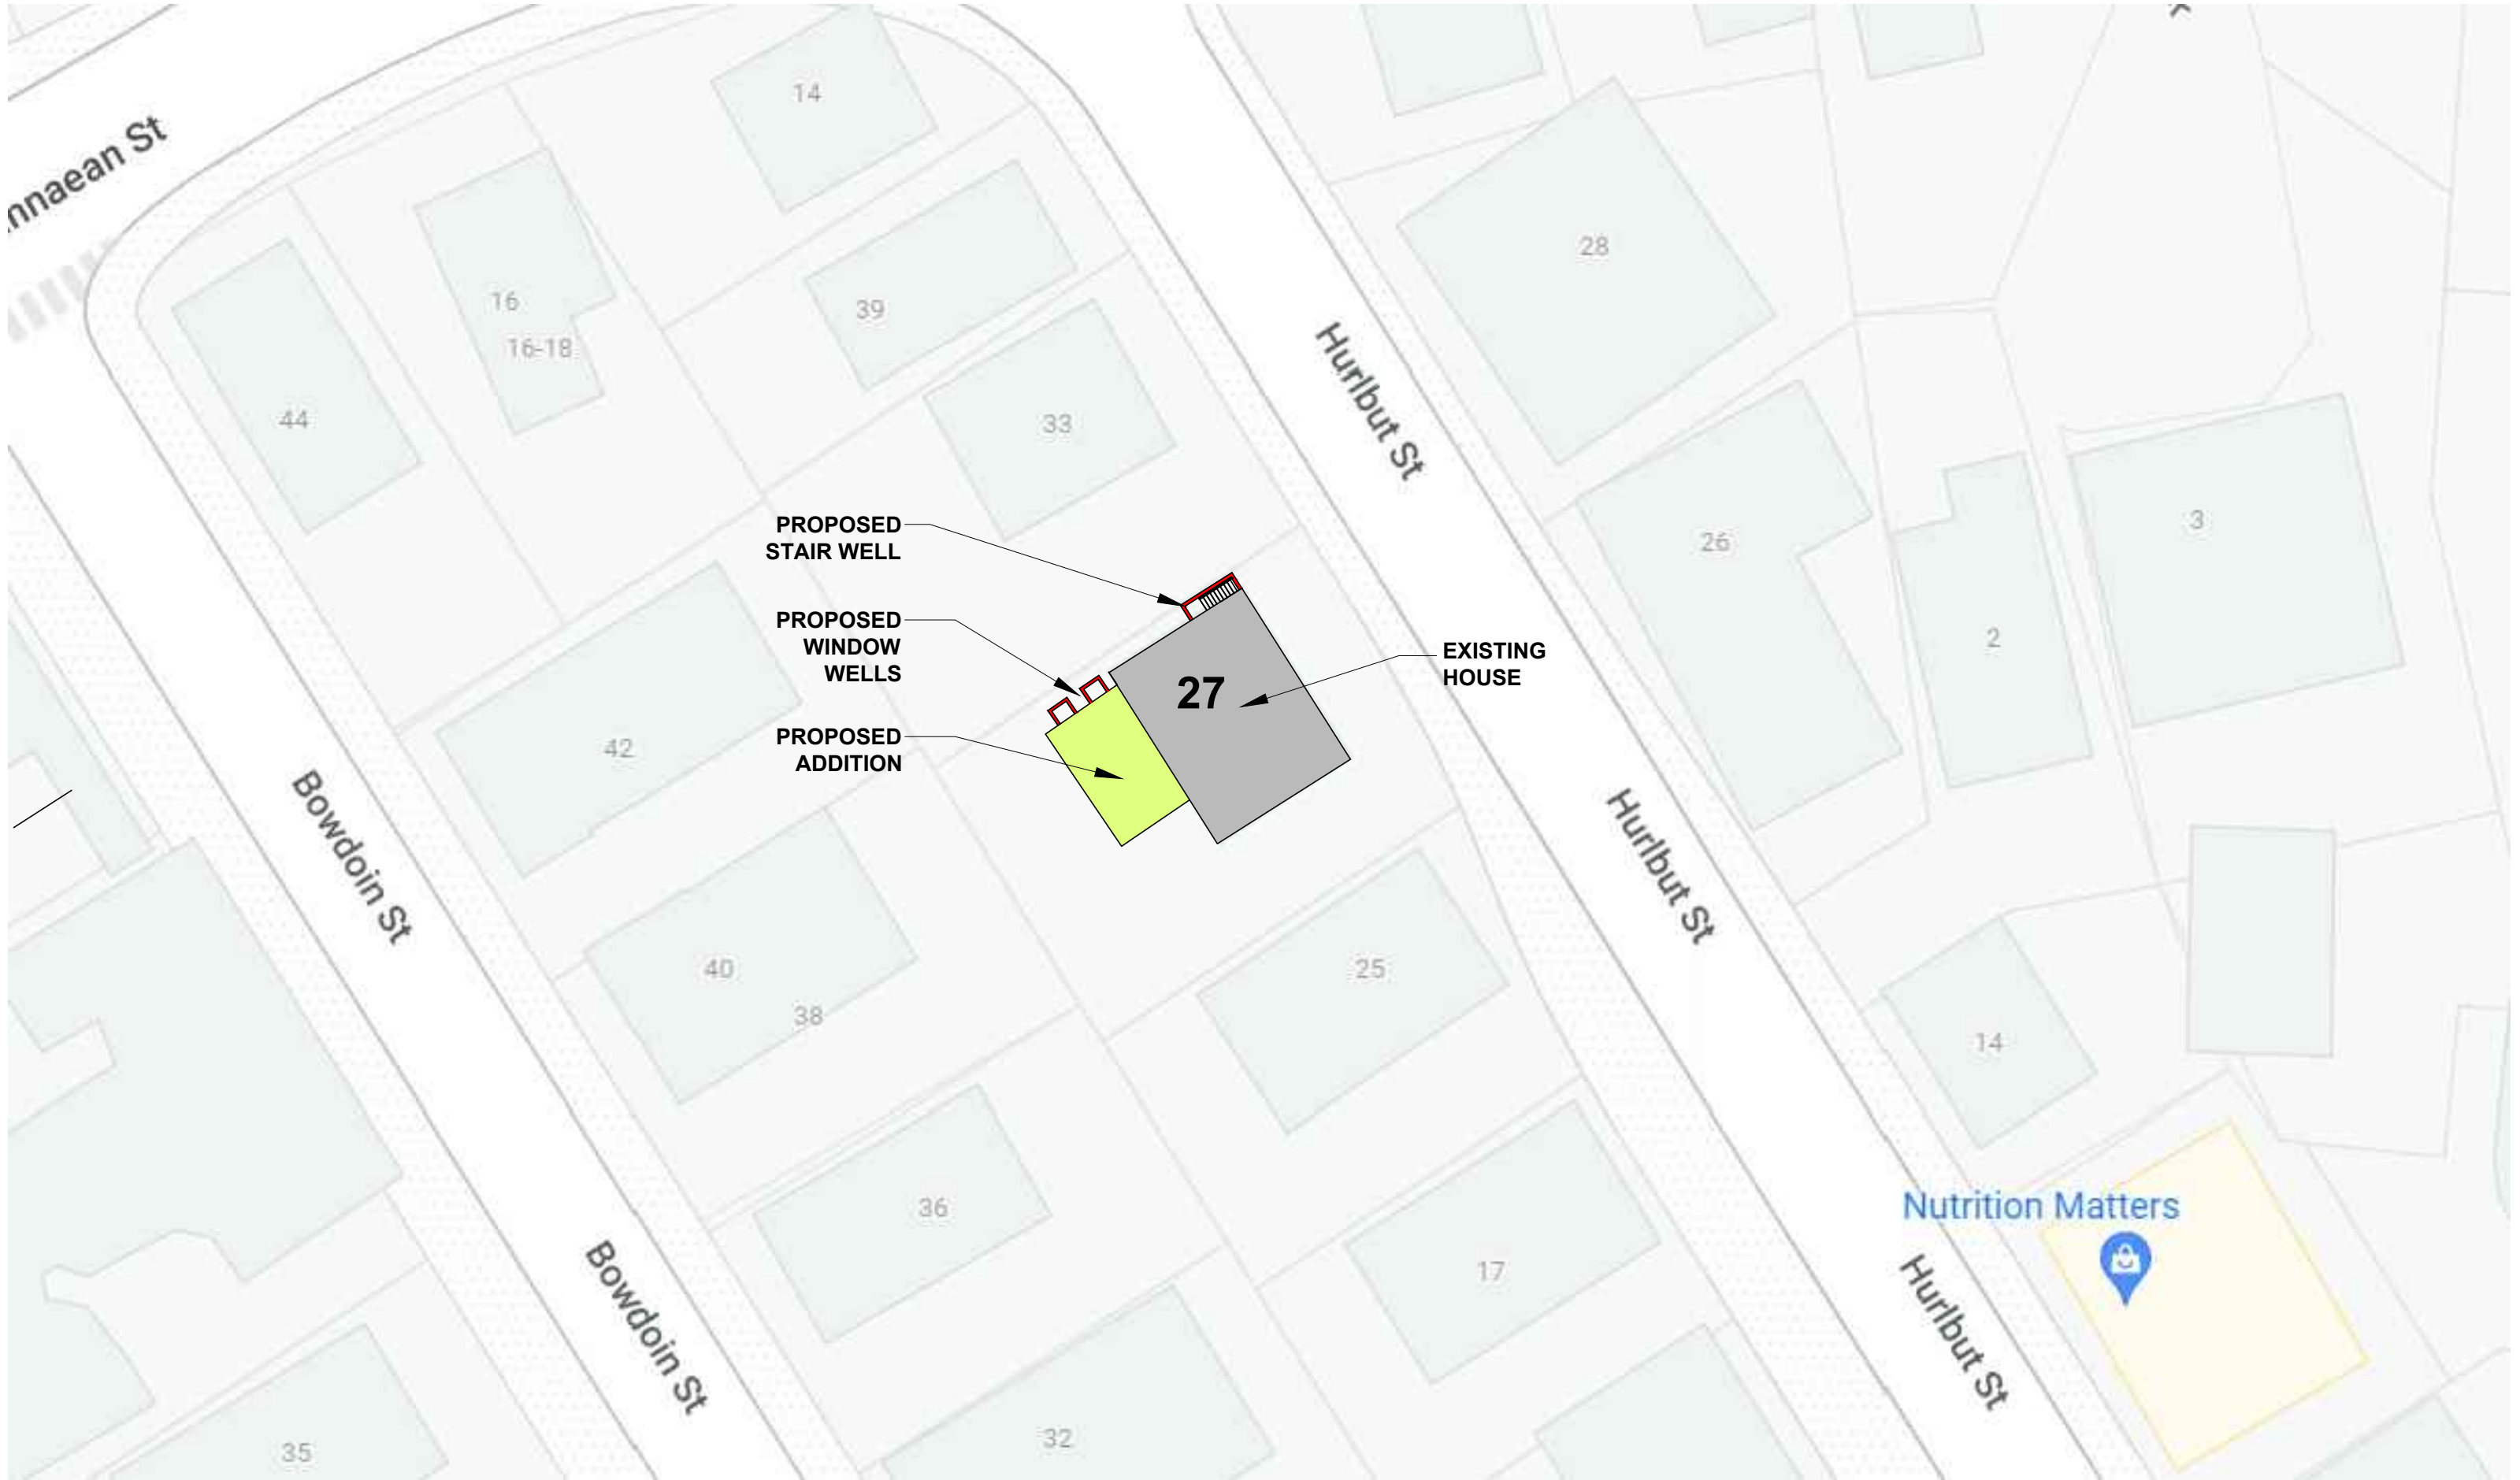 14
nnaean St
28
16
39
16-18
44
33
Hurlbut St
3
26
PROPOSED
STAIR WELL
PROPOSED
WINDOW
WELLS
2
EXISTING
HOUSE
27
42
PROPOSED
ADDITION
Bowdoin St
Hurlbut St
40
25
38
14
36
Nutrition Matters
17
Bowdoin St
Hurlbut St
32
35